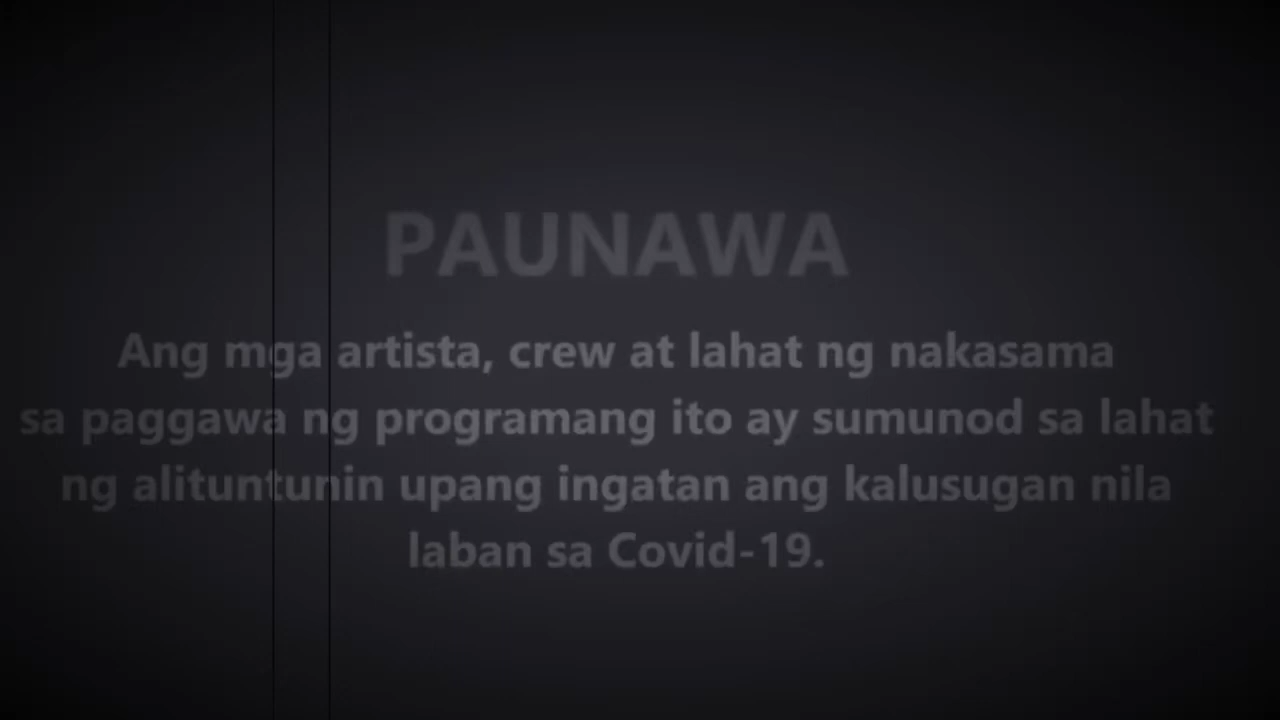 PAUNAWA
Ang mga artista, crew at lahat ng nakasama
sa paggawa ng programang ito ay sumunod sa lahat
ng alituntunin upang ingatan ang kalusugan nila
laban sa Covid-19.